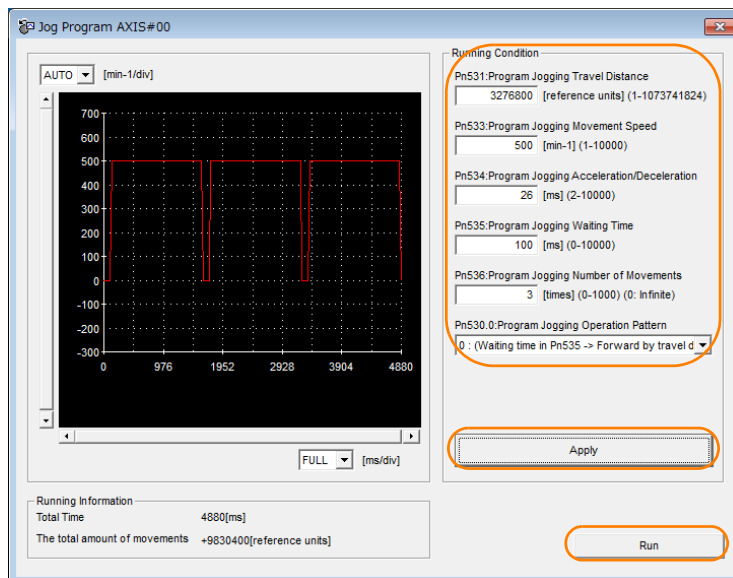 Jog Program AXIS#00
AUTO [min-1/div]
700
600
500
400
300
200
100
0
-100
-200
-300
0 976 1952 2928 3904 4880
FULL [ms/div]
Running Condition
Pn531:Program Jogging Travel Distance
3276800 [reference units] (1-1073741824)
Pn533:Program Jogging Movement Speed
500 [min-1] (1-10000)
Pn534:Program Jogging Acceleration/Deceleration
26 [ms] (2-10000)
Pn535:Program Jogging Waiting Time
100 [ms] (0-10000)
Pn536:Program Jogging Number of Movements
3 [times] (0-1000) (0: Infinite)
Pn530.0:Program Jogging Operation Pattern
0 : (Waiting time in Pn535 -> Forward by travel d
Apply
Running Information
Total Time 4880[ms]
The total amount of movements +9830400[reference units]
Run